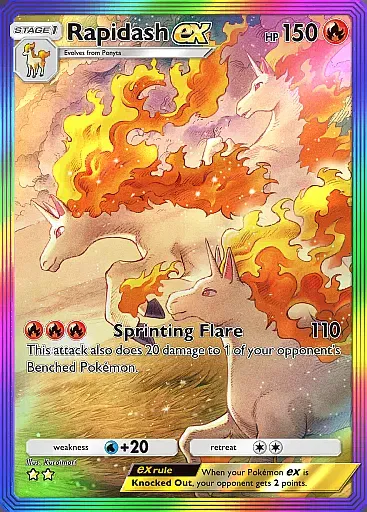 STAGE 1
Rapidash ex
HP 150
Evolves from Ponyta
Sprinting Flare 110
This attack also does 20 damage to 1 of your opponent's
Benched Pokémon.
weakness +20
retreat
Illus. Kuronimaru
ex rule
When your Pokémon ex is
Knocked Out, your opponent gets 2 points.